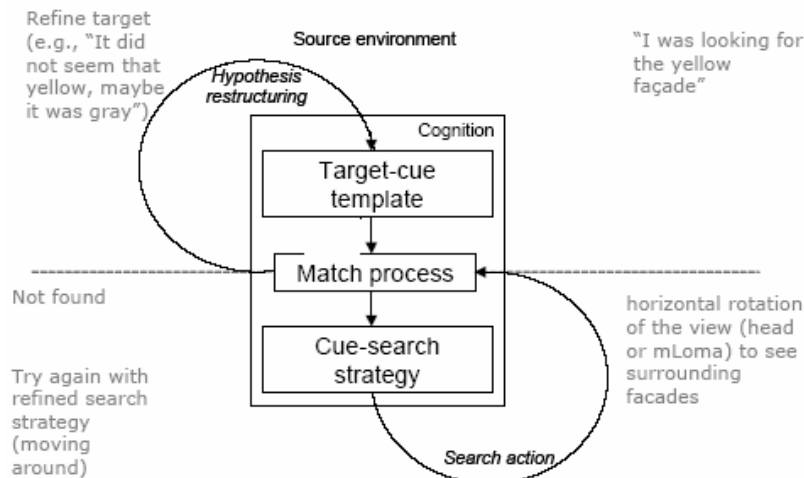 Refine target
(e.g., “It did
not seem that
yellow, maybe
it was gray”)
Source environment
“I was looking for
the yellow
façade”
Hypothesis
restructuring
Cognition
Target-cue
template
Match process
Not found
Cue-search
strategy
horizontal rotation
of the view (head
or mLoma) to see
surrounding
facades
Try again with
refined search
strategy
(moving
around)
Search action